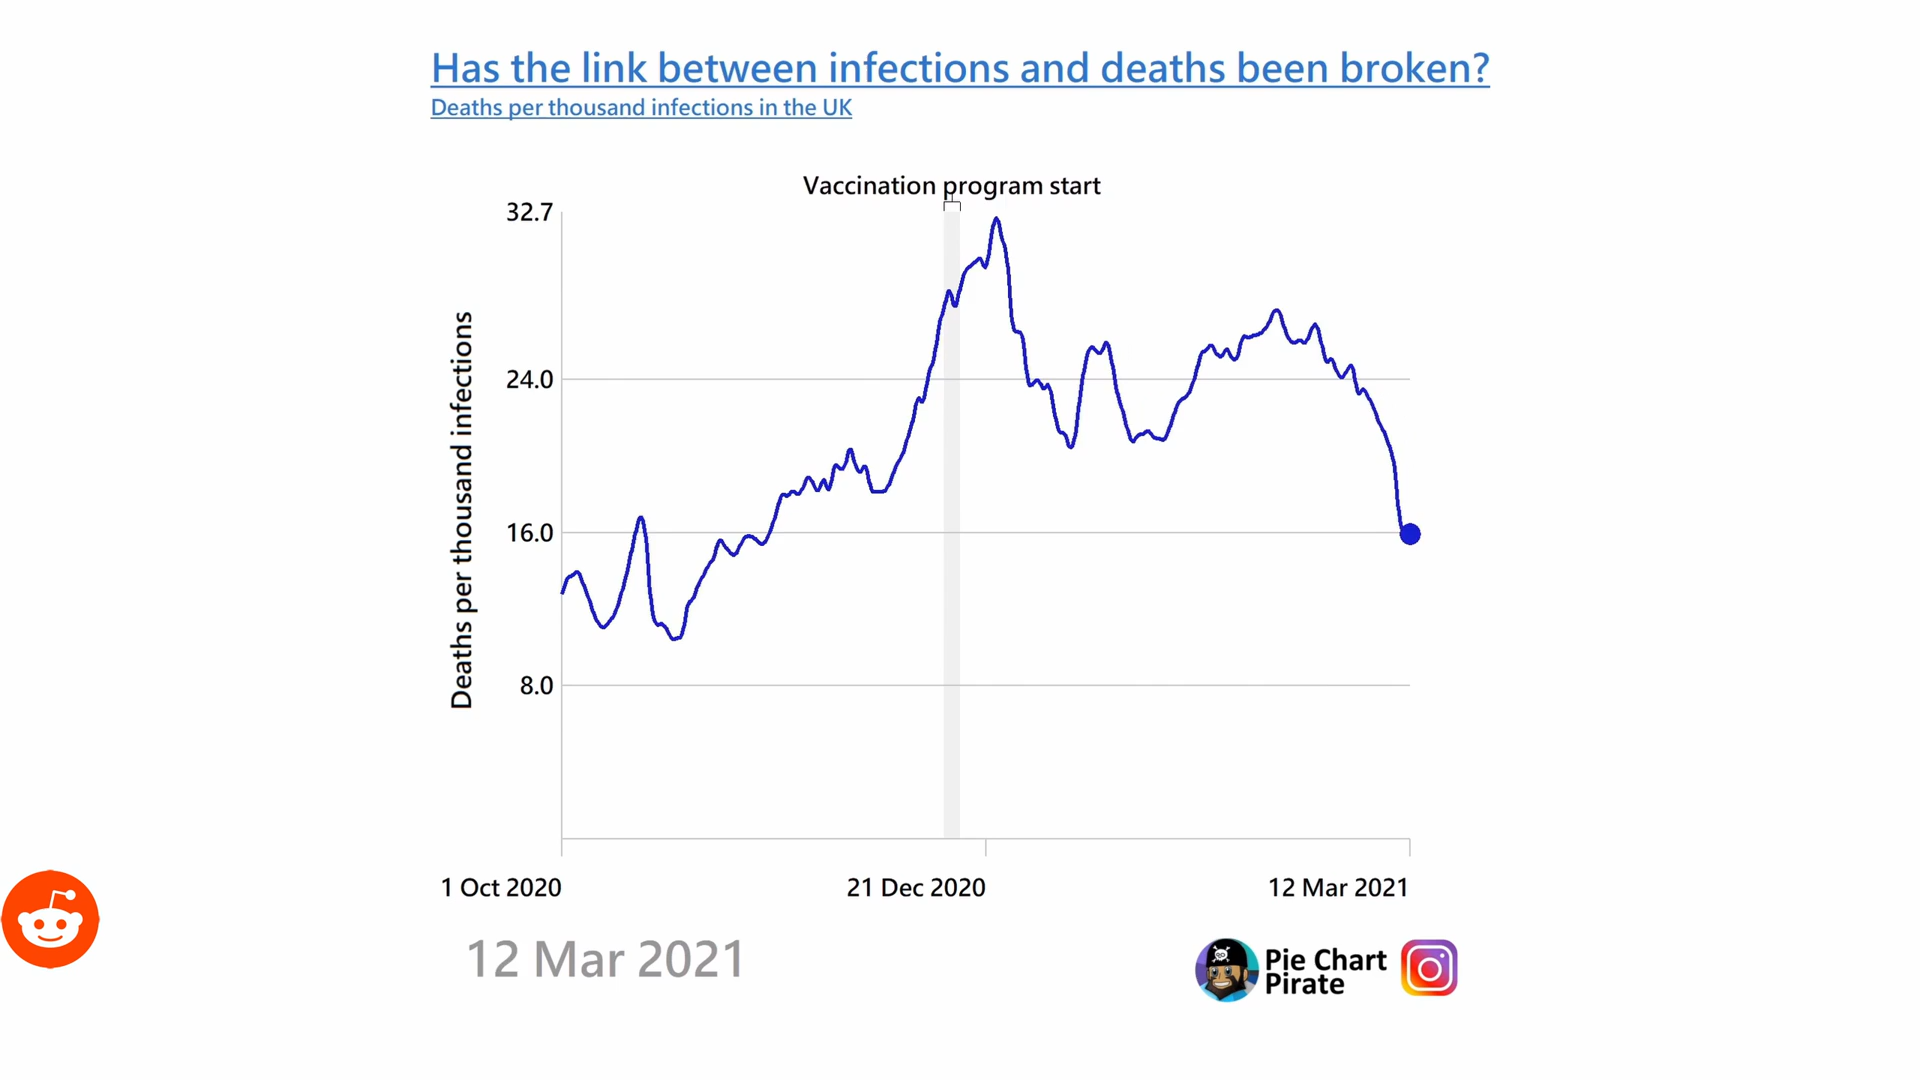 Has the link between infections and deaths been broken?
Deaths per thousand infections in the UK
Vaccination program start
32.7
24.0
16.0
8.0
Deaths per thousand infections
1 Oct 2020
21 Dec 2020
12 Mar 2021
12 Mar 2021
Pie Chart
Pirate